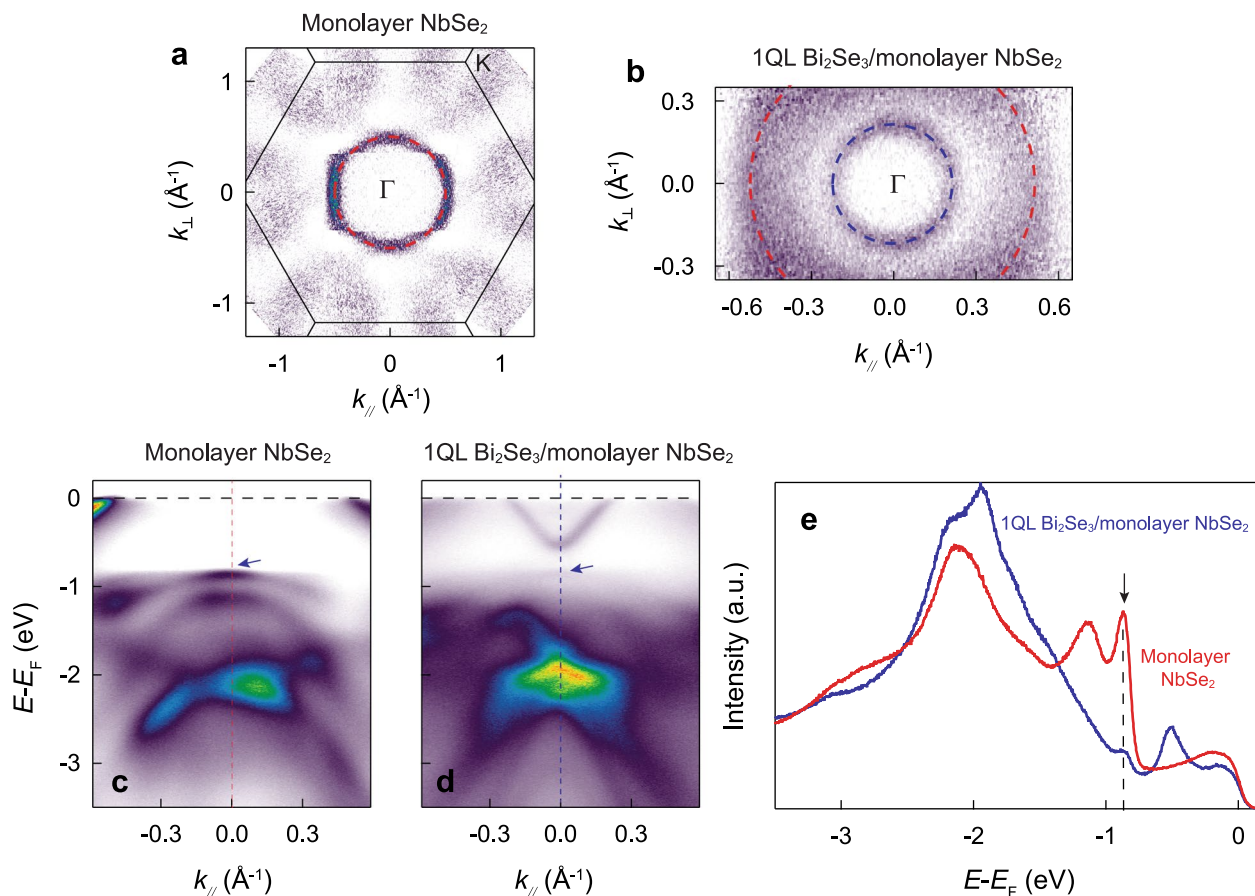 Monolayer NbSe₂
a
K
1
0
-1
Γ
k⊥ (Å⁻¹)
-1 0 1
k// (Å⁻¹)
1QL Bi₂Se₃/monolayer NbSe₂
b
0.3
0.0
-0.3
Γ
k⊥ (Å⁻¹)
-0.6 -0.3 0.0 0.3 0.6
k// (Å⁻¹)
Monolayer NbSe₂
0
-1
-2
-3
E-E_F (eV)
c
-0.3 0.0 0.3
k// (Å⁻¹)
1QL Bi₂Se₃/monolayer NbSe₂
d
-0.3 0.0 0.3
k// (Å⁻¹)
e
1QL Bi₂Se₃/monolayer NbSe₂
Monolayer
NbSe₂
Intensity (a.u.)
-3 -2 -1 0
E-E_F (eV)